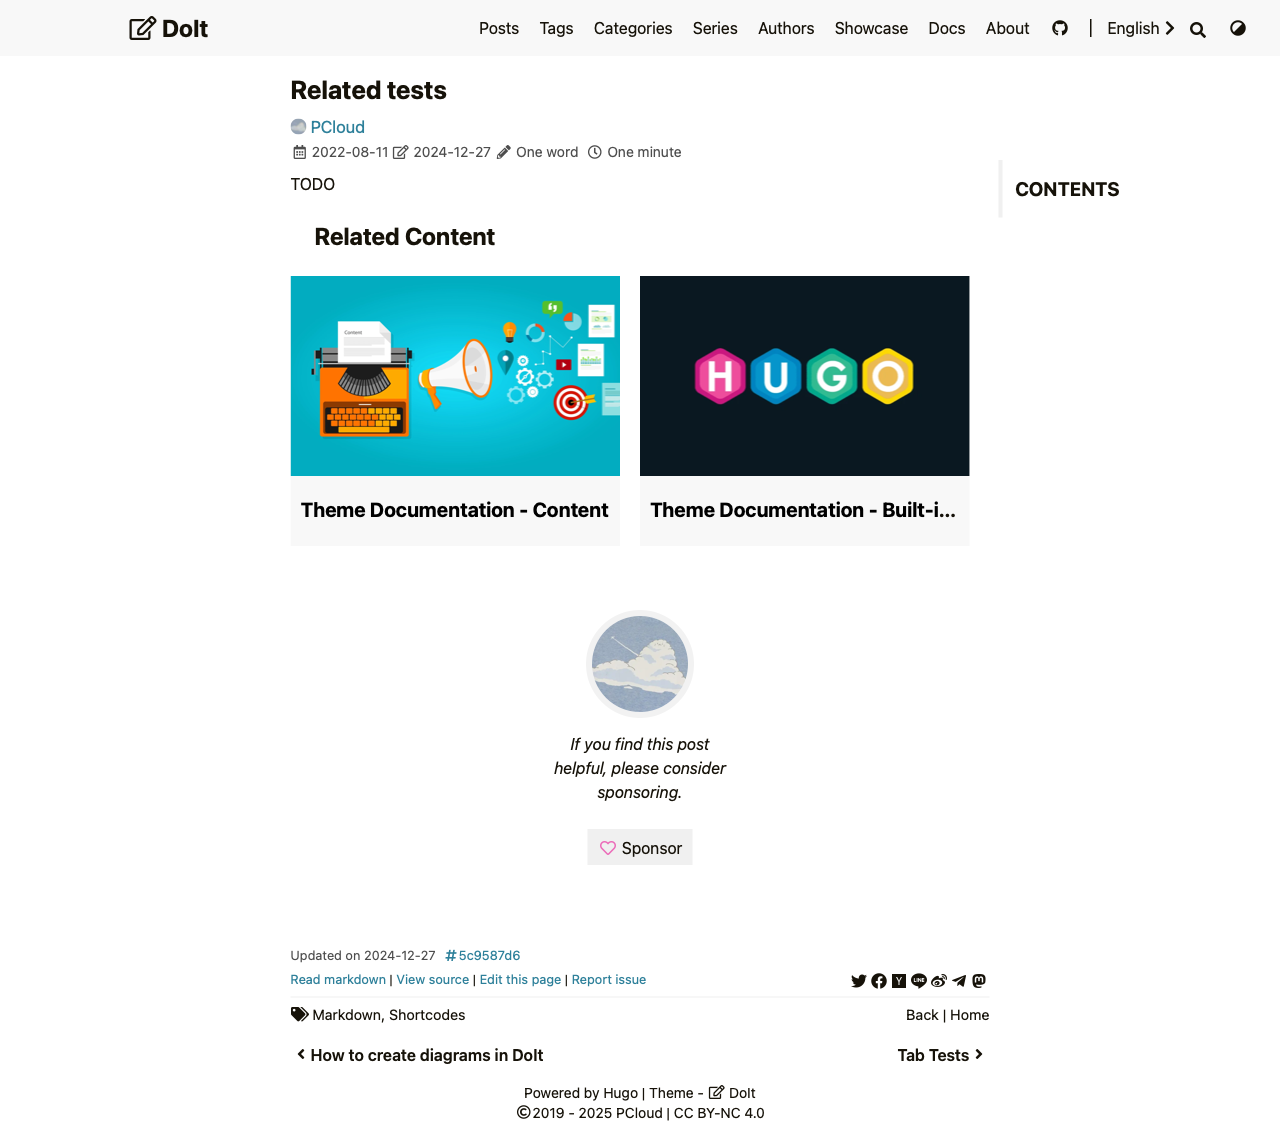 DoIt Posts Tags Categories Series Authors Showcase Docs About | English
Related tests
PCloud
2022-08-11 2024-12-27 One word One minute
TODO
CONTENTS
Related Content
Content
HUGO
Theme Documentation - Content
Theme Documentation - Built-i...
If you find this post
helpful, please consider
sponsoring.
Sponsor
Updated on 2024-12-27 #5c9587d6
Read markdown | View source | Edit this page | Report issue
Markdown, Shortcodes Back | Home
How to create diagrams in DoIt Tab Tests
Powered by Hugo | Theme - DoIt
©2019 - 2025 PCloud | CC BY-NC 4.0